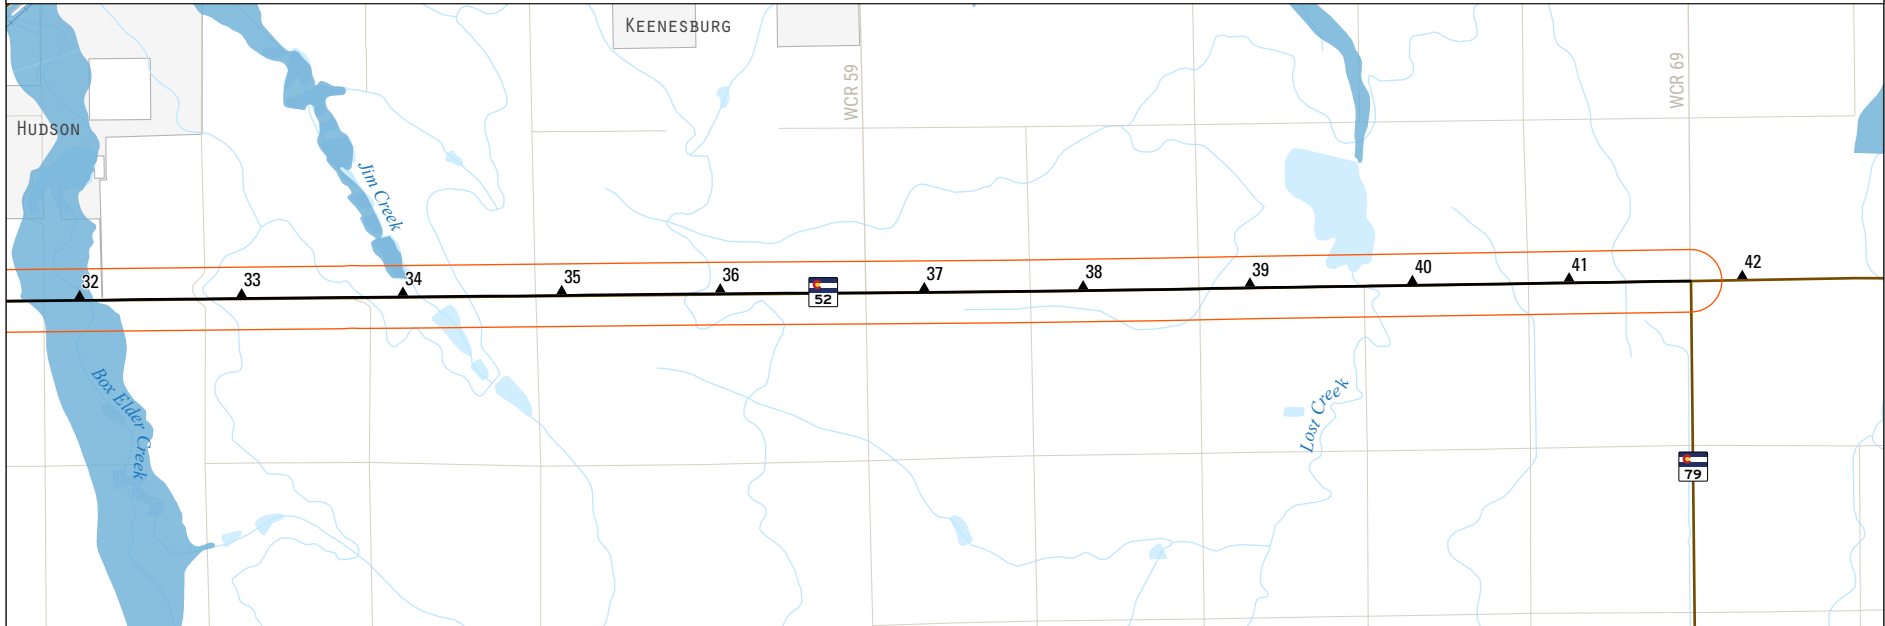 KEENESBURG
WCR 59
WCR 69
HUDSON
Jim Creek
32
33
34
35
36
52
37
38
39
40
41
42
Box Elder Creek
Lost Creek
79